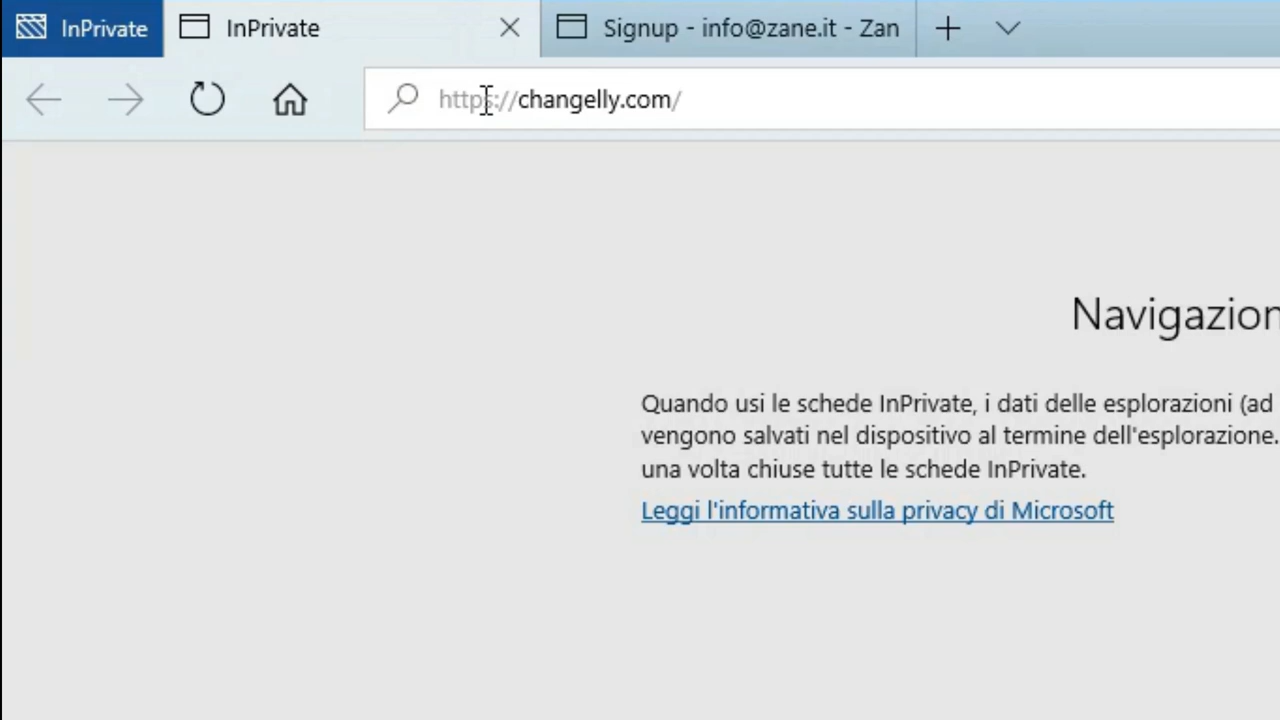 InPrivate
InPrivate
Signup - info@zane.it - Zan
https://changelly.com/
Navigazion
Quando usi le schede InPrivate, i dati delle esplorazioni (ad
vengono salvati nel dispositivo al termine dell'esplorazione.
una volta chiuse tutte le schede InPrivate.
Leggi l'informativa sulla privacy di Microsoft